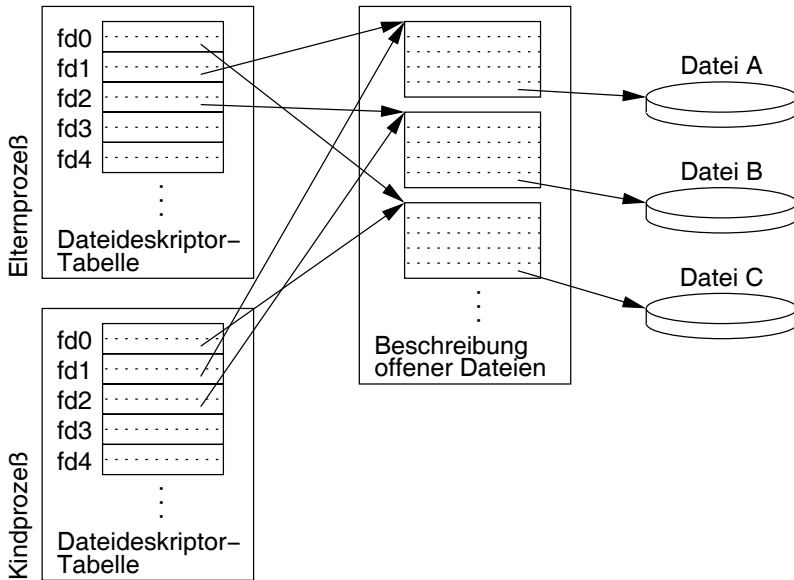 Elternprozeß
fd0
fd1
fd2
fd3
fd4
Dateideskriptor–
Tabelle
Kindprozeß
fd0
fd1
fd2
fd3
fd4
Dateideskriptor–
Tabelle
Beschreibung
offener Dateien
Datei A
Datei B
Datei C